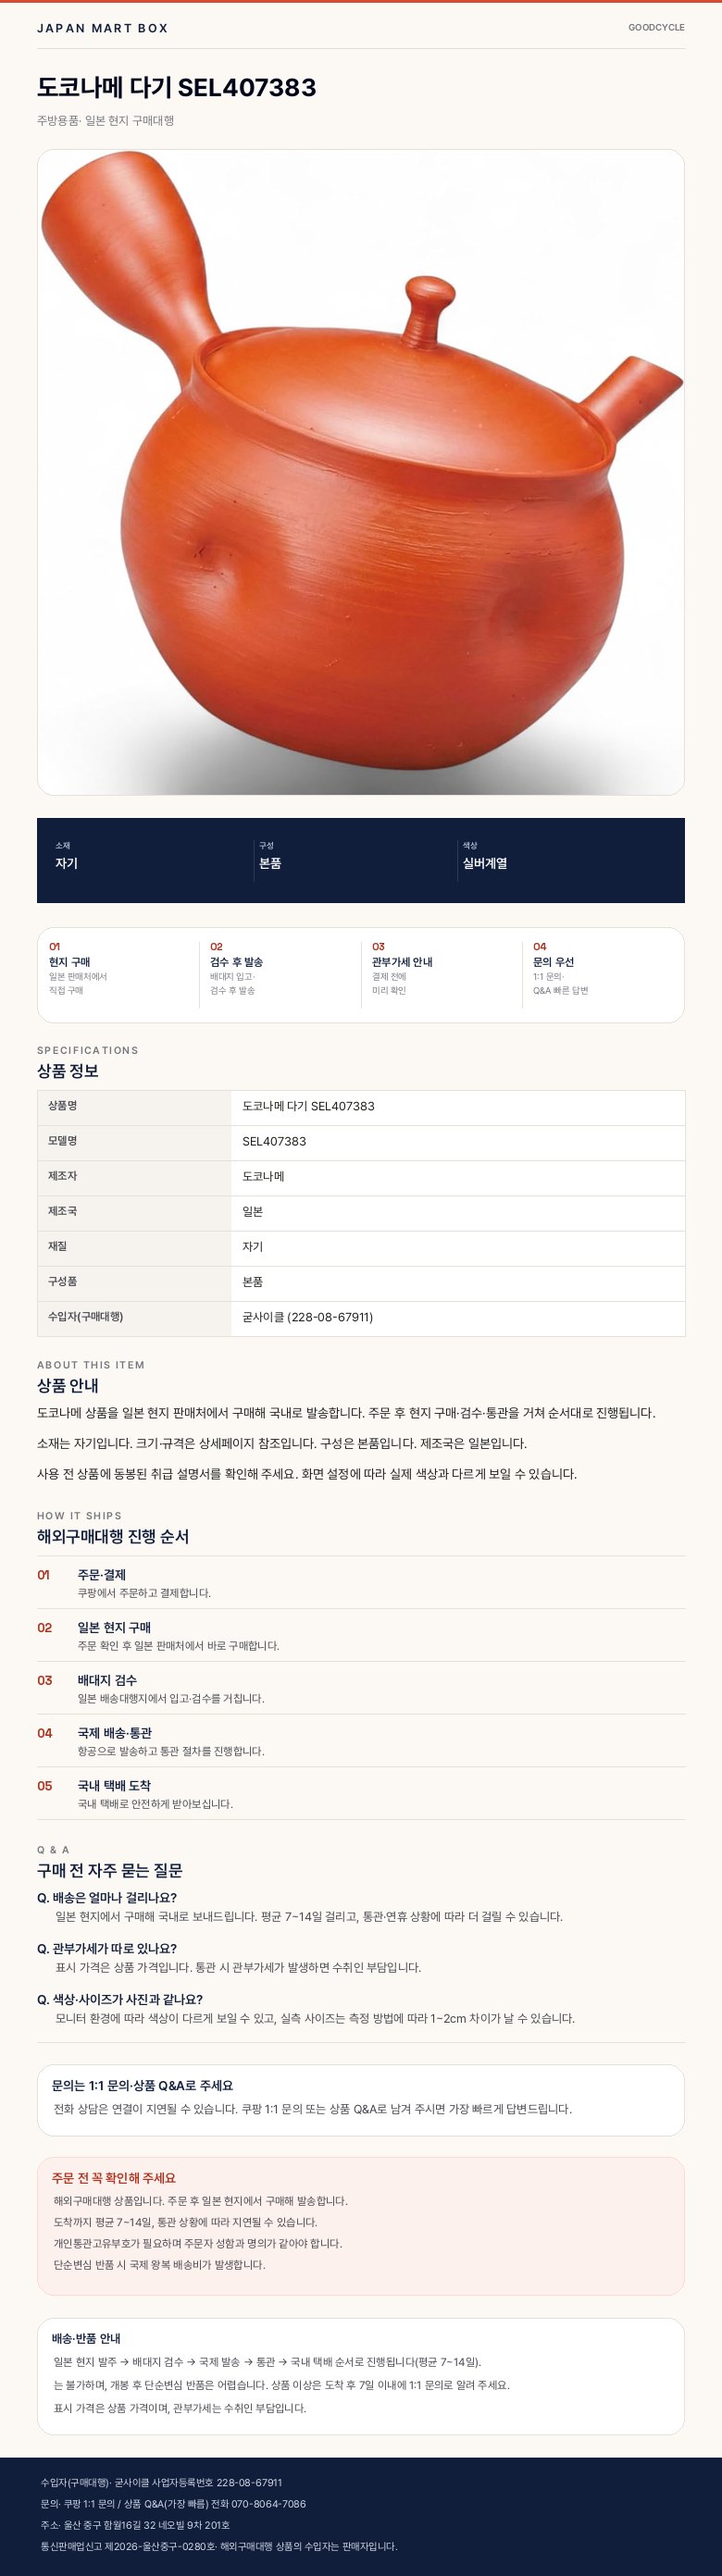 JAPAN MART BOX
GOODCYCLE
도코나메 다기 SEL407383
주방용품· 일본 현지 구매대행
소재
자기
구성
본품
색상
실버계열
01
현지 구매
일본 판매처에서
직접 구매
02
검수 후 발송
배대지 입고·
검수 후 발송
03
관부가세 안내
결제 전에
미리 확인
04
문의 우선
1:1 문의·
Q&A 빠른 답변
SPECIFICATIONS
상품 정보
상품명 도코나메 다기 SEL407383
모델명 SEL407383
제조자 도코나메
제조국 일본
재질 자기
구성품 본품
수입자(구매대행) 굳사이클 (228-08-67911)
ABOUT THIS ITEM
상품 안내
도코나메 상품을 일본 현지 판매처에서 구매해 국내로 발송합니다. 주문 후 현지 구매·검수·통관을 거쳐 순서대로 진행됩니다.
소재는 자기입니다. 크기·규격은 상세페이지 참조입니다. 구성은 본품입니다. 제조국은 일본입니다.
사용 전 상품에 동봉된 취급 설명서를 확인해 주세요. 화면 설정에 따라 실제 색상과 다르게 보일 수 있습니다.
HOW IT SHIPS
해외구매대행 진행 순서
01 주문·결제
쿠팡에서 주문하고 결제합니다.
02 일본 현지 구매
주문 확인 후 일본 판매처에서 바로 구매합니다.
03 배대지 검수
일본 배송대행지에서 입고·검수를 거칩니다.
04 국제 배송·통관
항공으로 발송하고 통관 절차를 진행합니다.
05 국내 택배 도착
국내 택배로 안전하게 받아보십니다.
Q & A
구매 전 자주 묻는 질문
Q. 배송은 얼마나 걸리나요?
일본 현지에서 구매해 국내로 보내드립니다. 평균 7~14일 걸리고, 통관·연휴 상황에 따라 더 걸릴 수 있습니다.
Q. 관부가세가 따로 있나요?
표시 가격은 상품 가격입니다. 통관 시 관부가세가 발생하면 수취인 부담입니다.
Q. 색상·사이즈가 사진과 같나요?
모니터 환경에 따라 색상이 다르게 보일 수 있고, 실측 사이즈는 측정 방법에 따라 1~2cm 차이가 날 수 있습니다.
문의는 1:1 문의·상품 Q&A로 주세요
전화 상담은 연결이 지연될 수 있습니다. 쿠팡 1:1 문의 또는 상품 Q&A로 남겨 주시면 가장 빠르게 답변드립니다.
주문 전 꼭 확인해 주세요
해외구매대행 상품입니다. 주문 후 일본 현지에서 구매해 발송합니다.
도착까지 평균 7~14일, 통관 상황에 따라 지연될 수 있습니다.
개인통관고유부호가 필요하며 주문자 성함과 명의가 같아야 합니다.
단순변심 반품 시 국제 왕복 배송비가 발생합니다.
배송·반품 안내
일본 현지 발주 → 배대지 검수 → 국제 발송 → 통관 → 국내 택배 순서로 진행됩니다(평균 7~14일).
는 불가하며, 개봉 후 단순변심 반품은 어렵습니다. 상품 이상은 도착 후 7일 이내에 1:1 문의로 알려 주세요.
표시 가격은 상품 가격이며, 관부가세는 수취인 부담입니다.
수입자(구매대행)· 굳사이클 사업자등록번호 228-08-67911
문의· 쿠팡 1:1 문의 / 상품 Q&A(가장 빠름) 전화 070-8064-7086
주소· 울산 중구 함월16길 32 네오빌 9차 201호
통신판매업신고 제2026-울산중구-0280호· 해외구매대행 상품의 수입자는 판매자입니다.